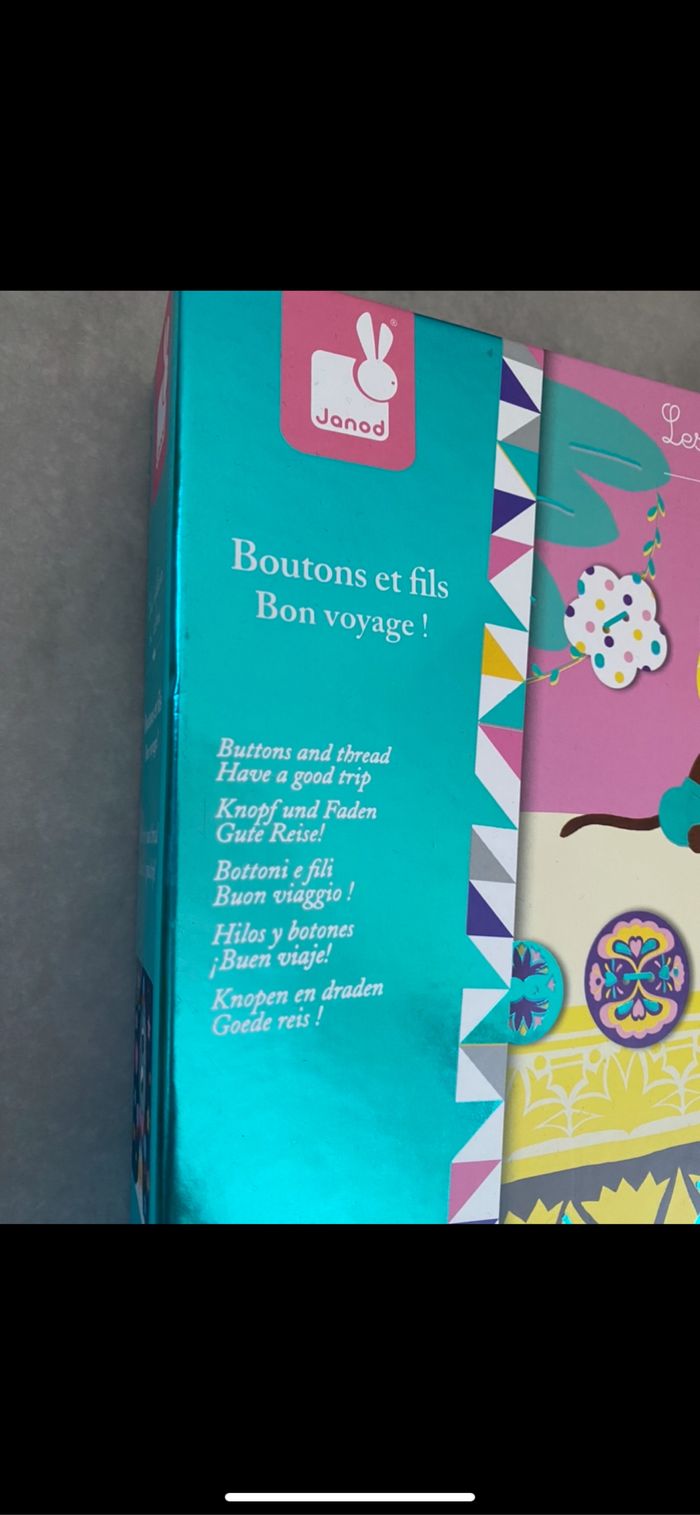 Janod
®
Les
Boutons et fils
Bon voyage !
Buttons and thread
Have a good trip
Knopf und Faden
Gute Reise!
Bottoni e fili
Buon viaggio !
Hilos y botones
¡Buen viaje!
Knopen en draden
Goede reis !